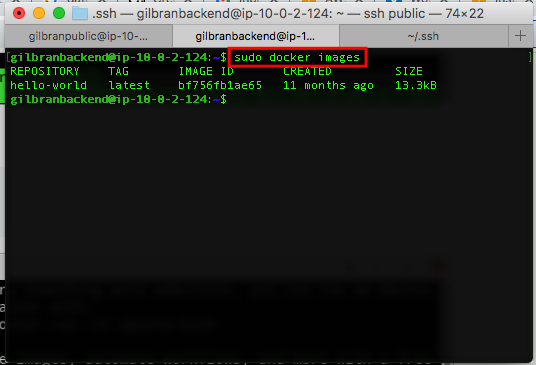 .ssh — gilbranbackend@ip-10-0-2-124: ~ — ssh public — 74×22
gilbranpublic@ip-10-... gilbranbackend@ip-1... ~/.ssh +
[gilbranbackend@ip-10-0-2-124:~$ sudo docker images ]
REPOSITORY TAG IMAGE ID CREATED SIZE
hello-world latest bf756fb1ae65 11 months ago 13.3kB
gilbranbackend@ip-10-0-2-124:~$